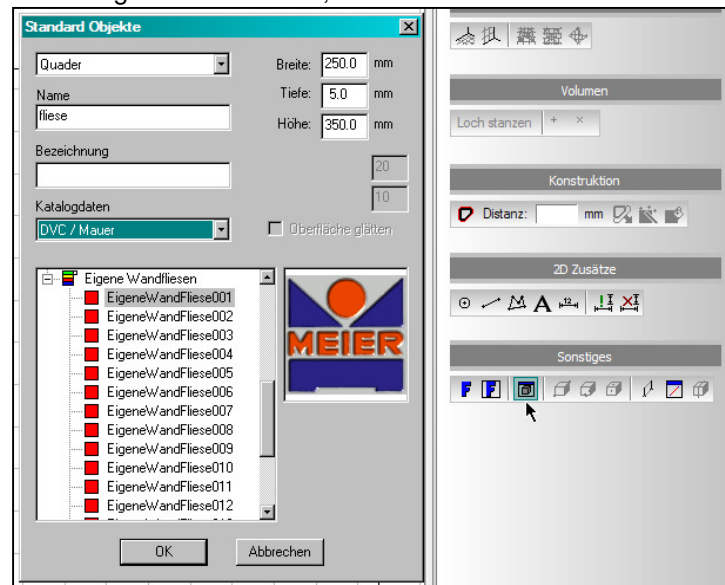 Standard Objekte
Quader
Breite: 250.0 mm
Name
Tiefe: 5.0 mm
fliese
Höhe: 350.0 mm
Bezeichnung
20
Katalogdaten
10
DVC / Mauer
Oberfläche glätten
Eigene Wandfliesen
EigeneWandFliese001
EigeneWandFliese002
EigeneWandFliese003
EigeneWandFliese004
EigeneWandFliese005
EigeneWandFliese006
EigeneWandFliese007
EigeneWandFliese008
EigeneWandFliese009
EigeneWandFliese010
EigeneWandFliese011
EigeneWandFliese012
MEIER
OK
Abbrechen
Volumen
Loch stanzen
Konstruktion
Distanz: mm
2D Zusätze
A 12
Sonstiges
F F